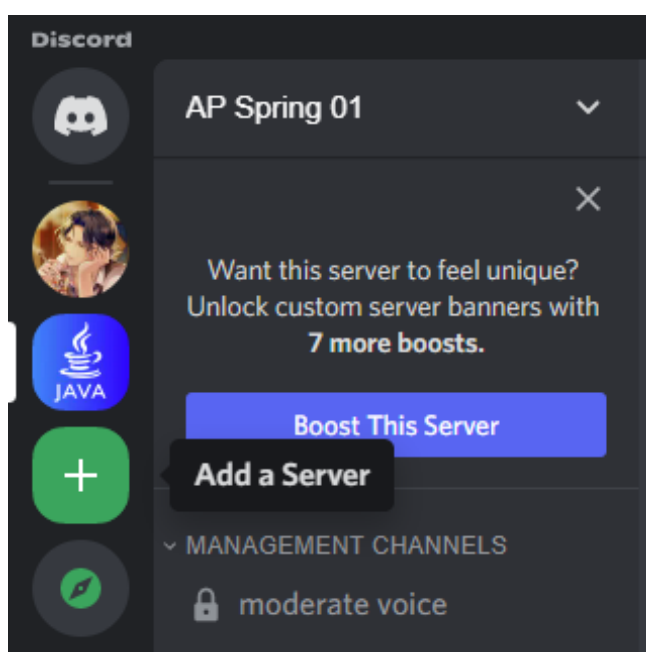 Discord
AP Spring 01
Want this server to feel unique?
Unlock custom server banners with
7 more boosts.
JAVA
Boost This Server
Add a Server
MANAGEMENT CHANNELS
moderate voice